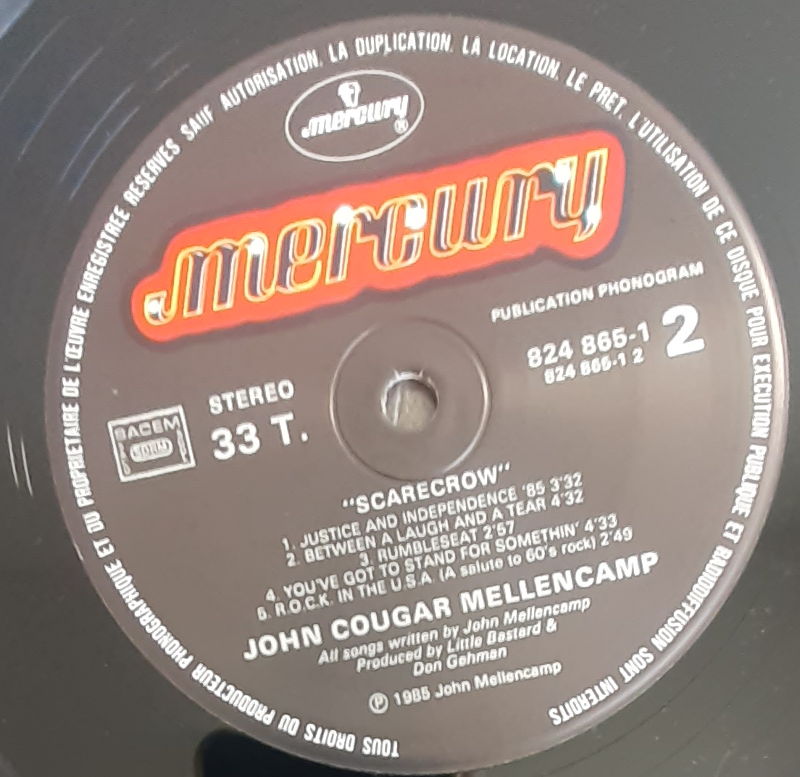 TOUS DROITS DU PRODUCTEUR PHONOGRAPHIQUE ET DU PROPRIETAIRE DE L'ŒUVRE ENREGISTREE RESERVES SAUF AUTORISATION, LA DUPLICATION, LA LOCATION, LE PRET, L'UTILISATION DE CE DISQUE POUR EXECUTION PUBLIQUE ET RADIODIFFUSION SONT INTERDITS
mercury ®
mercury
PUBLICATION PHONOGRAM
824 865-1 2
824 865-1 2
STEREO
33 T.
SACEM
SDRM
"SCARECROW"
1. JUSTICE AND INDEPENDENCE '85 3'32
2. BETWEEN A LAUGH AND A TEAR 4'32
3. RUMBLESEAT 2'57
4. YOU'VE GOT TO STAND FOR SOMETHIN' 4'33
5. R.O.C.K. IN THE U.S.A. (A salute to 60's rock) 2'49
JOHN COUGAR MELLENCAMP
All songs written by John Mellencamp
Produced by Little Bastard &
Don Gehman
℗ 1985 John Mellencamp